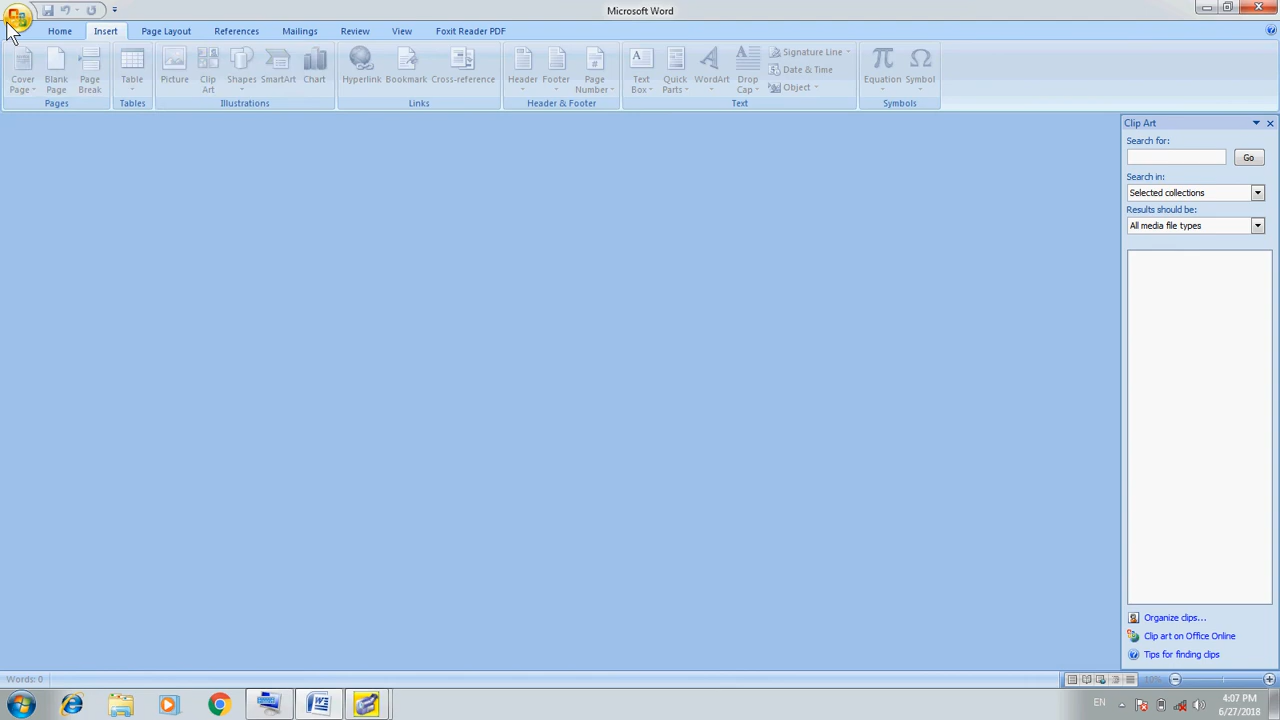 Microsoft Word
Home Insert Page Layout References Mailings Review View Foxit Reader PDF
Cover Page Blank Page Page Break Table Picture Clip Art Shapes SmartArt Chart Hyperlink Bookmark Cross-reference Header Footer Page Number Text Box Quick Parts WordArt Drop Cap Signature Line Date & Time Object Equation Symbol
Pages Tables Illustrations Links Header & Footer Text Symbols
Clip Art
Search for:
Go
Search in:
Selected collections
Results should be:
All media file types
Organize clips...
Clip art on Office Online
Tips for finding clips
Words: 0
EN
4:07 PM
6/27/2018